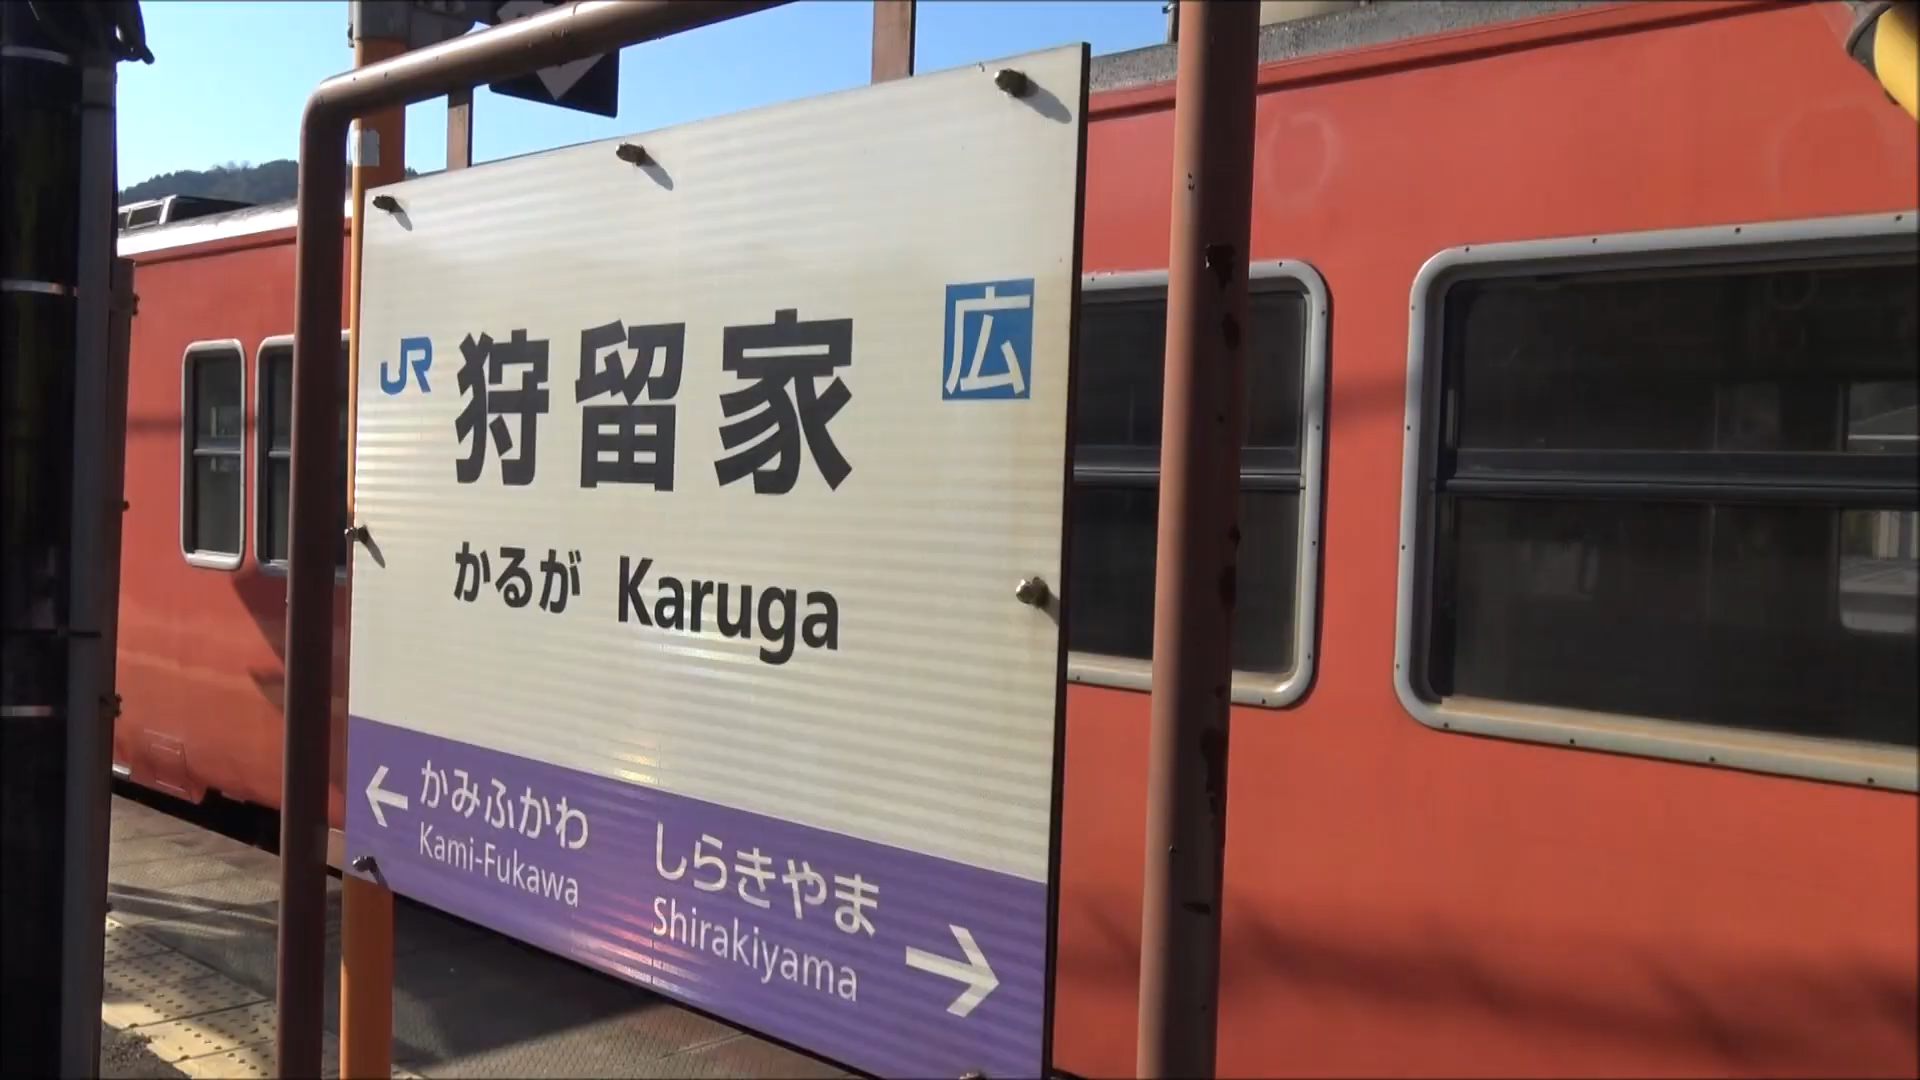 JR 狩留家 広
かるが Karuga
← かみふかわ
Kami-Fukawa
しらきやま →
Shirakiyama